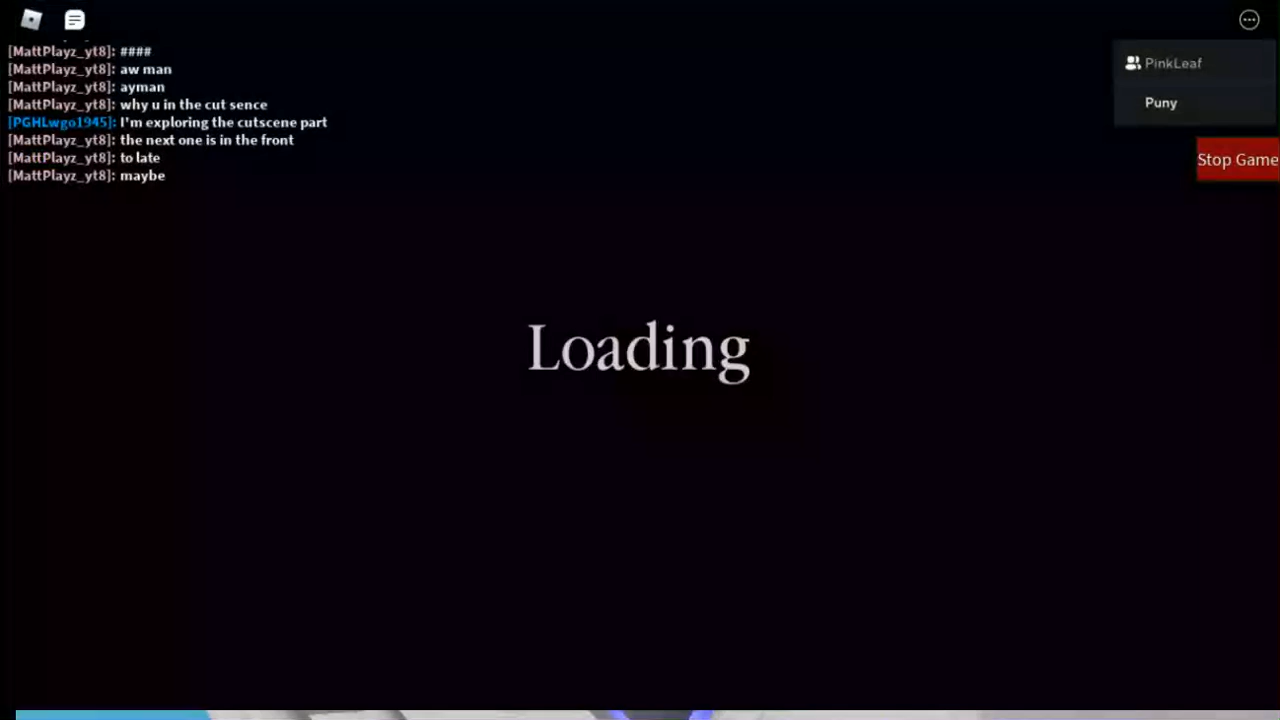 [MattPlayz_yt8]: ####
[MattPlayz_yt8]: aw man
[MattPlayz_yt8]: ayman
[MattPlayz_yt8]: why u in the cut sence
[PGHLwgo1945]: I'm exploring the cutscene part
[MattPlayz_yt8]: the next one is in the front
[MattPlayz_yt8]: to late
[MattPlayz_yt8]: maybe
PinkLeaf
Puny
Stop Game
Loading